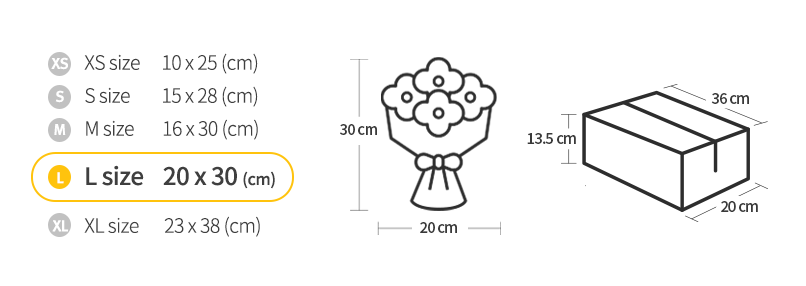 XS XS size 10 x 25 (cm)
S S size 15 x 28 (cm)
M M size 16 x 30 (cm)
L L size 20 x 30 (cm)
XL XL size 23 x 38 (cm)
30 cm
20 cm
36 cm
13.5 cm
20 cm